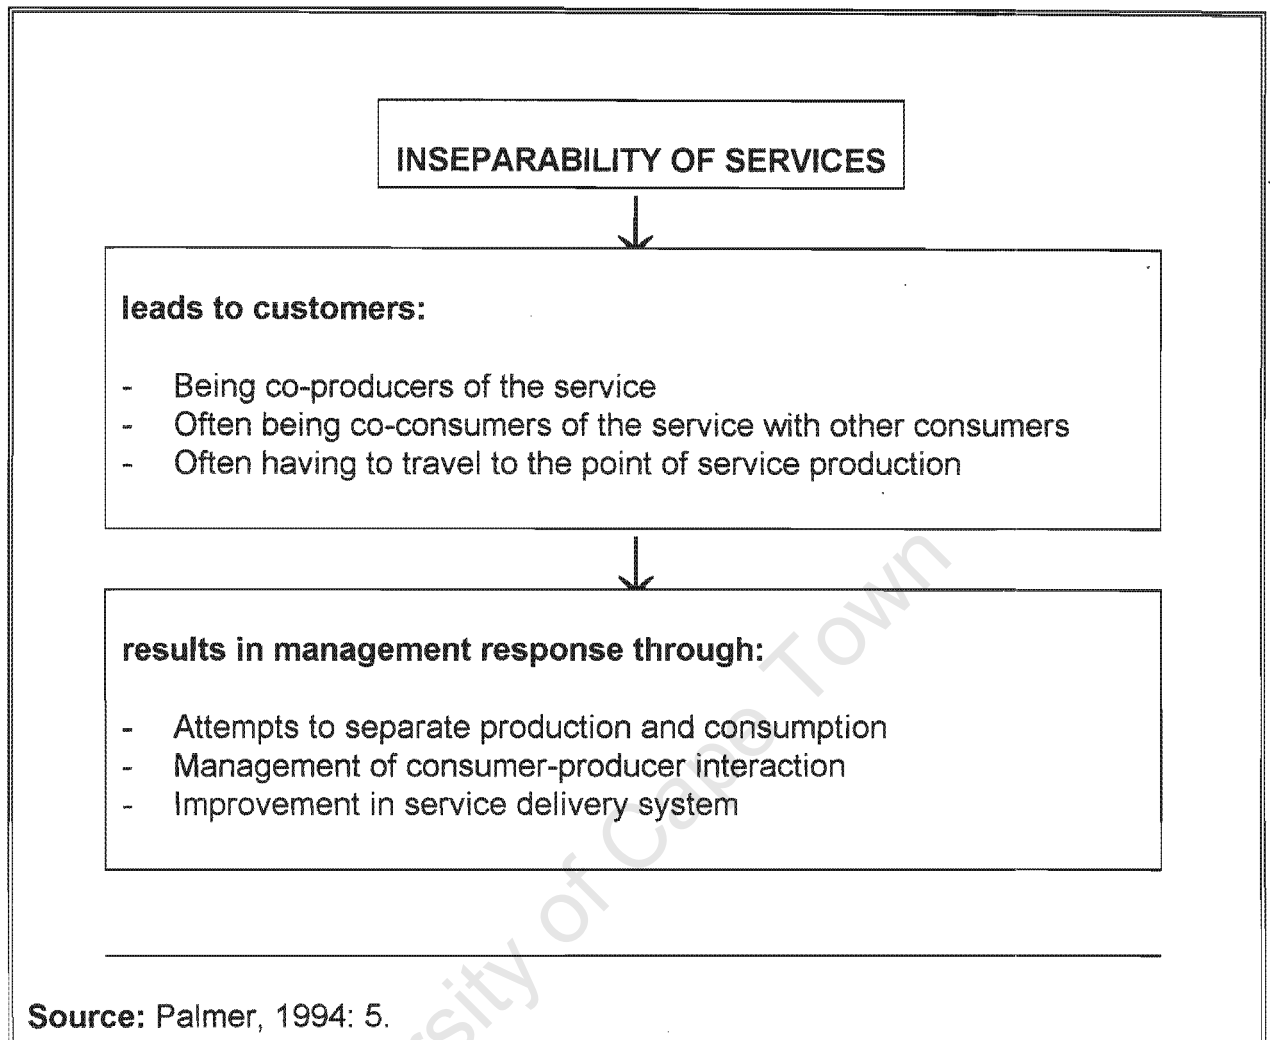 INSEPARABILITY OF SERVICES
leads to customers:
- Being co-producers of the service
- Often being co-consumers of the service with other consumers
- Often having to travel to the point of service production
results in management response through:
- Attempts to separate production and consumption
- Management of consumer-producer interaction
- Improvement in service delivery system
Source: Palmer, 1994: 5.
of Cape Town